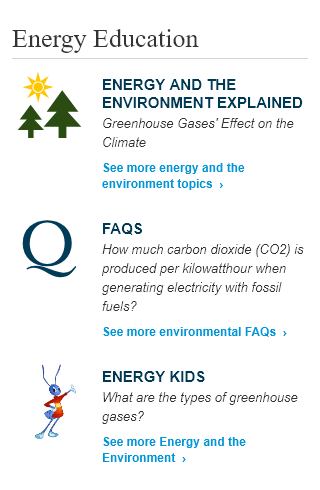 Energy Education
ENERGY AND THE
ENVIRONMENT EXPLAINED
Greenhouse Gases' Effect on the
Climate
See more energy and the
environment topics ›
Q
FAQS
How much carbon dioxide (CO2) is
produced per kilowatthour when
generating electricity with fossil
fuels?
See more environmental FAQs ›
ENERGY KIDS
What are the types of greenhouse
gases?
See more Energy and the
Environment ›